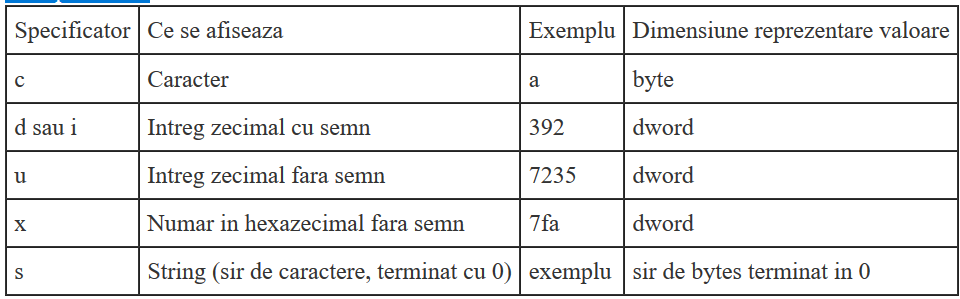 Specificator Ce se afiseaza Exemplu Dimensiune reprezentare valoare
c Caracter a byte
d sau i Intreg zecimal cu semn 392 dword
u Intreg zecimal fara semn 7235 dword
x Numar in hexazecimal fara semn 7fa dword
s String (sir de caractere, terminat cu 0) exemplu sir de bytes terminat in 0